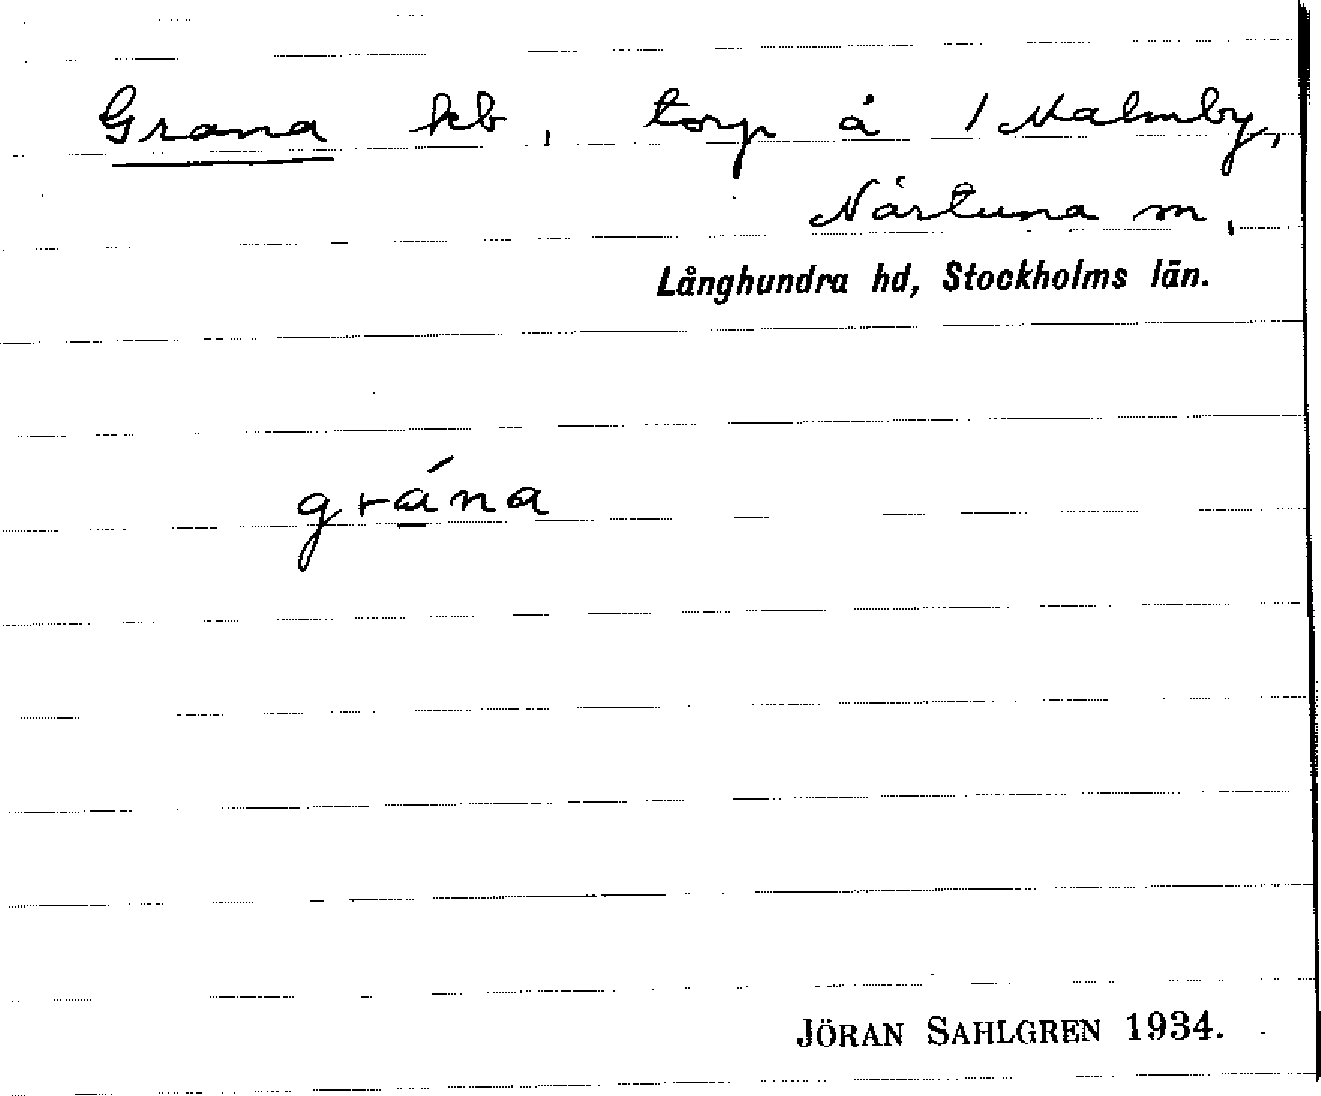 Grana kb, torp å 1 Malmby,
Närtuna sn,
Långhundra hd, Stockholms län.
grána
JÖRAN SAHLGREN 1934.